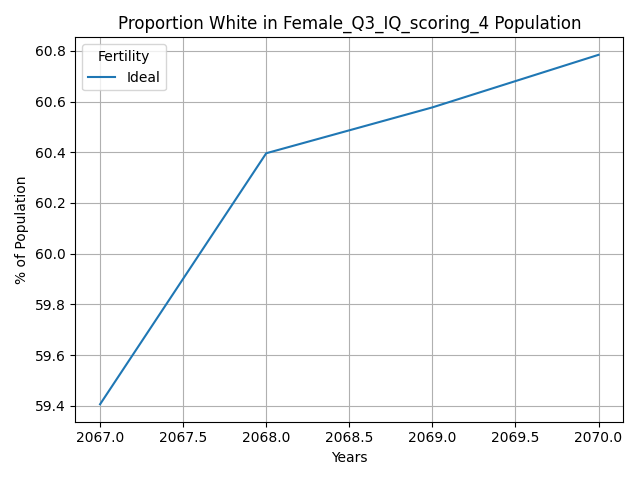 Proportion White in Female_Q3_IQ_scoring_4 Population
Fertility
Ideal
60.8
60.6
60.4
60.2
60.0
59.8
59.6
59.4
% of Population
2067.0 2067.5 2068.0 2068.5 2069.0 2069.5 2070.0
Years